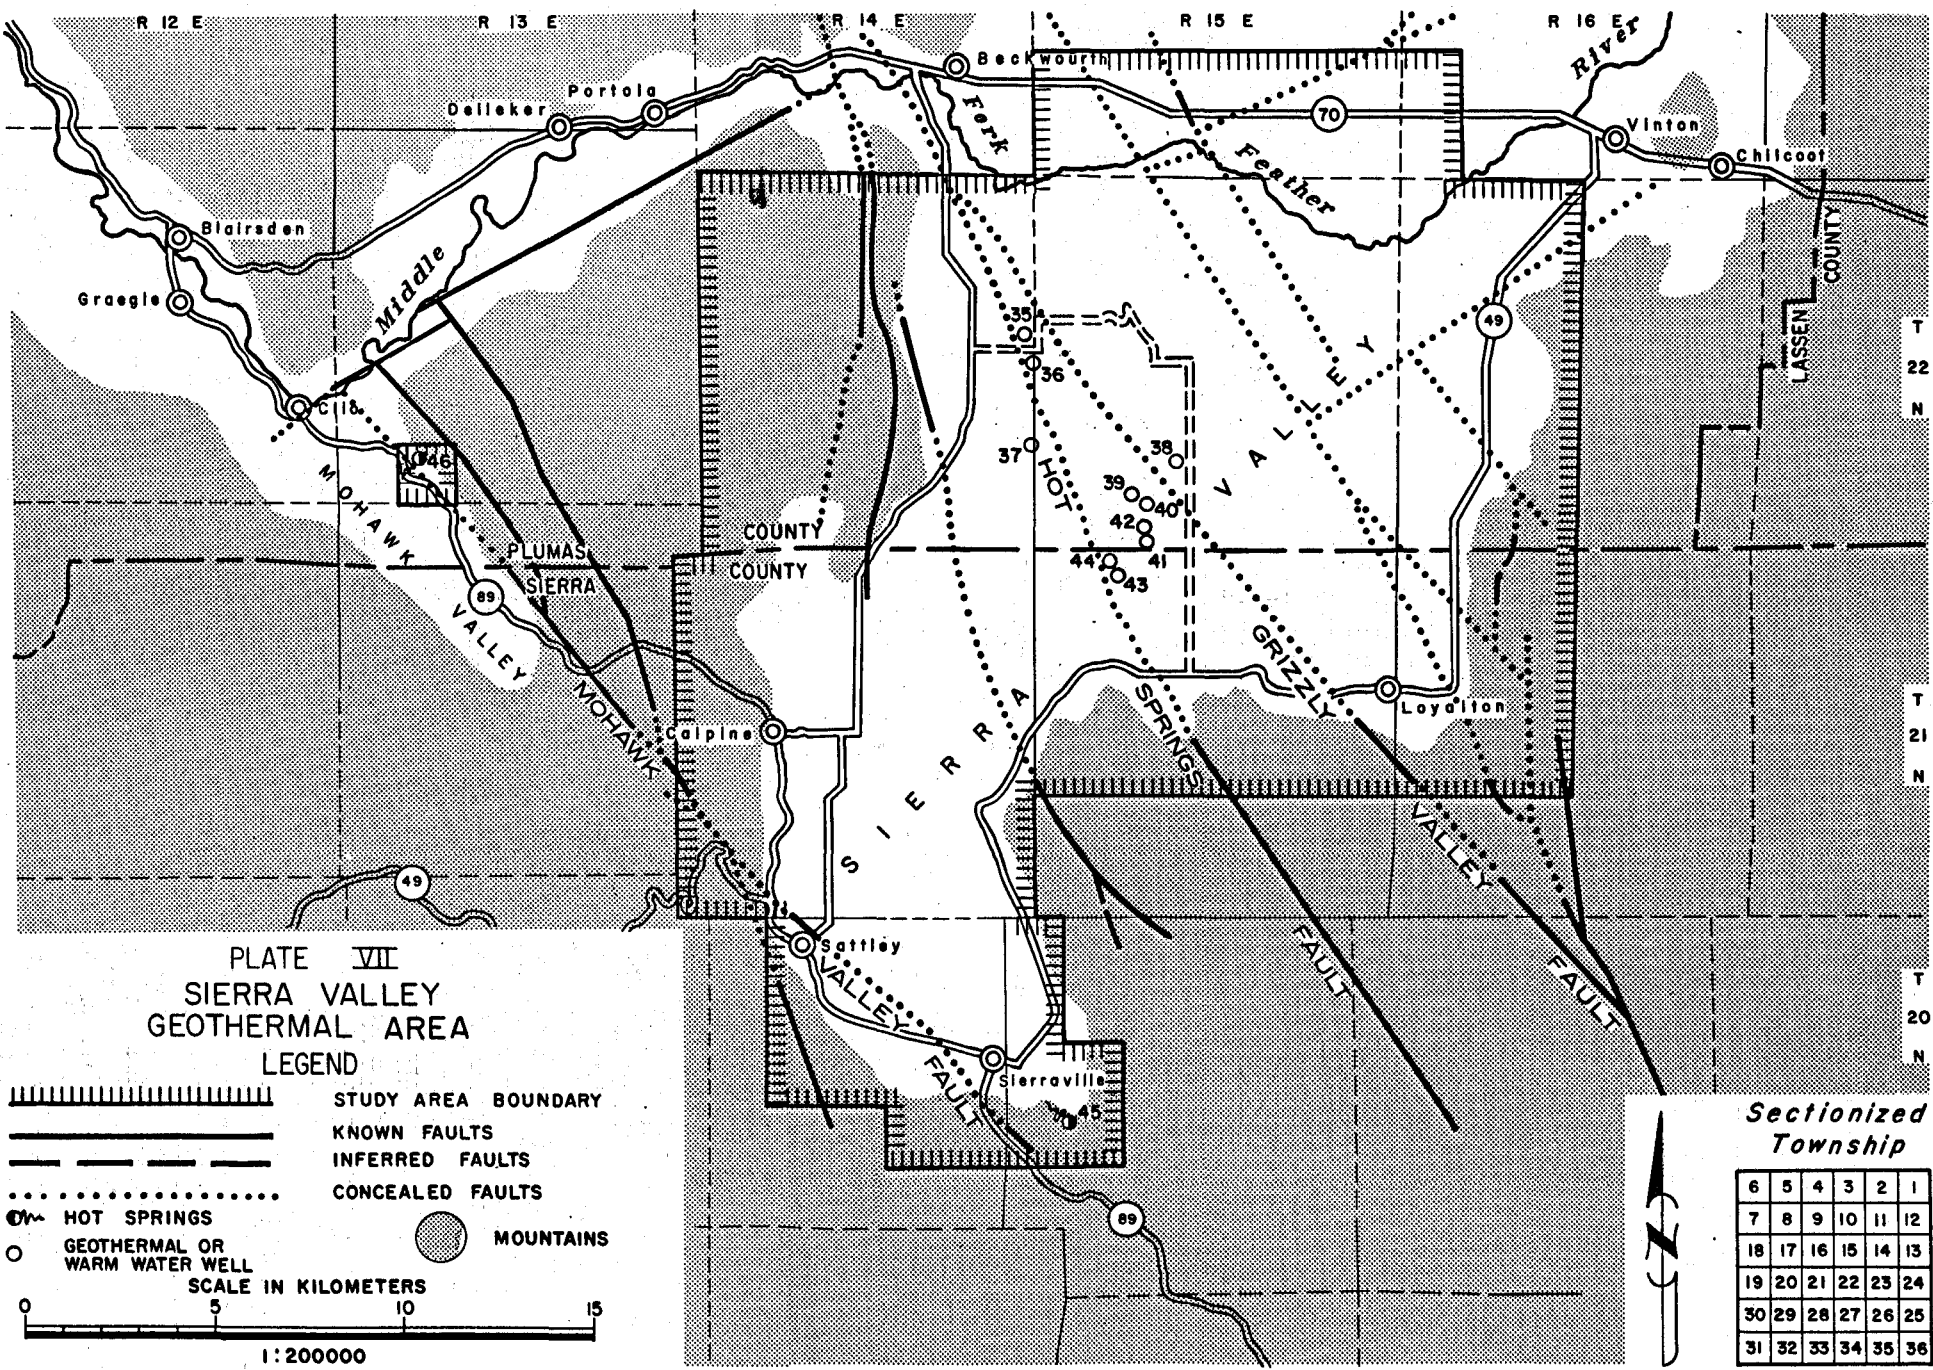 R 12 E
R 13 E
R 14 E
R 15 E
R 16 E
River
Beckwourth
Portola
Delleker
Fork
70
Vinton
Chilcoot
Feather
Blairsden
Middle
Graegle
LASSEN
COUNTY
T
22
N
49
35
36
Clio
46
37
38
39
40
42
41
44
43
HOT
SPRINGS
FAULT
MOHAWK
VALLEY
COUNTY
PLUMAS
COUNTY
SIERRA
89
SIERRA
VALLEY
GRIZZLY
VALLEY
FAULT
MOHAWK
VALLEY
FAULT
Calpine
Loyalton
T
21
N
49
Sattley
Sierraville
45
T
20
N
89
PLATE VII
SIERRA VALLEY
GEOTHERMAL AREA
LEGEND
STUDY AREA BOUNDARY
KNOWN FAULTS
INFERRED FAULTS
CONCEALED FAULTS
HOT SPRINGS
GEOTHERMAL OR
WARM WATER WELL
MOUNTAINS
SCALE IN KILOMETERS
0 5 10 15
1:200000
N
Sectionized
Township
6 5 4 3 2 1
7 8 9 10 11 12
18 17 16 15 14 13
19 20 21 22 23 24
30 29 28 27 26 25
31 32 33 34 35 36